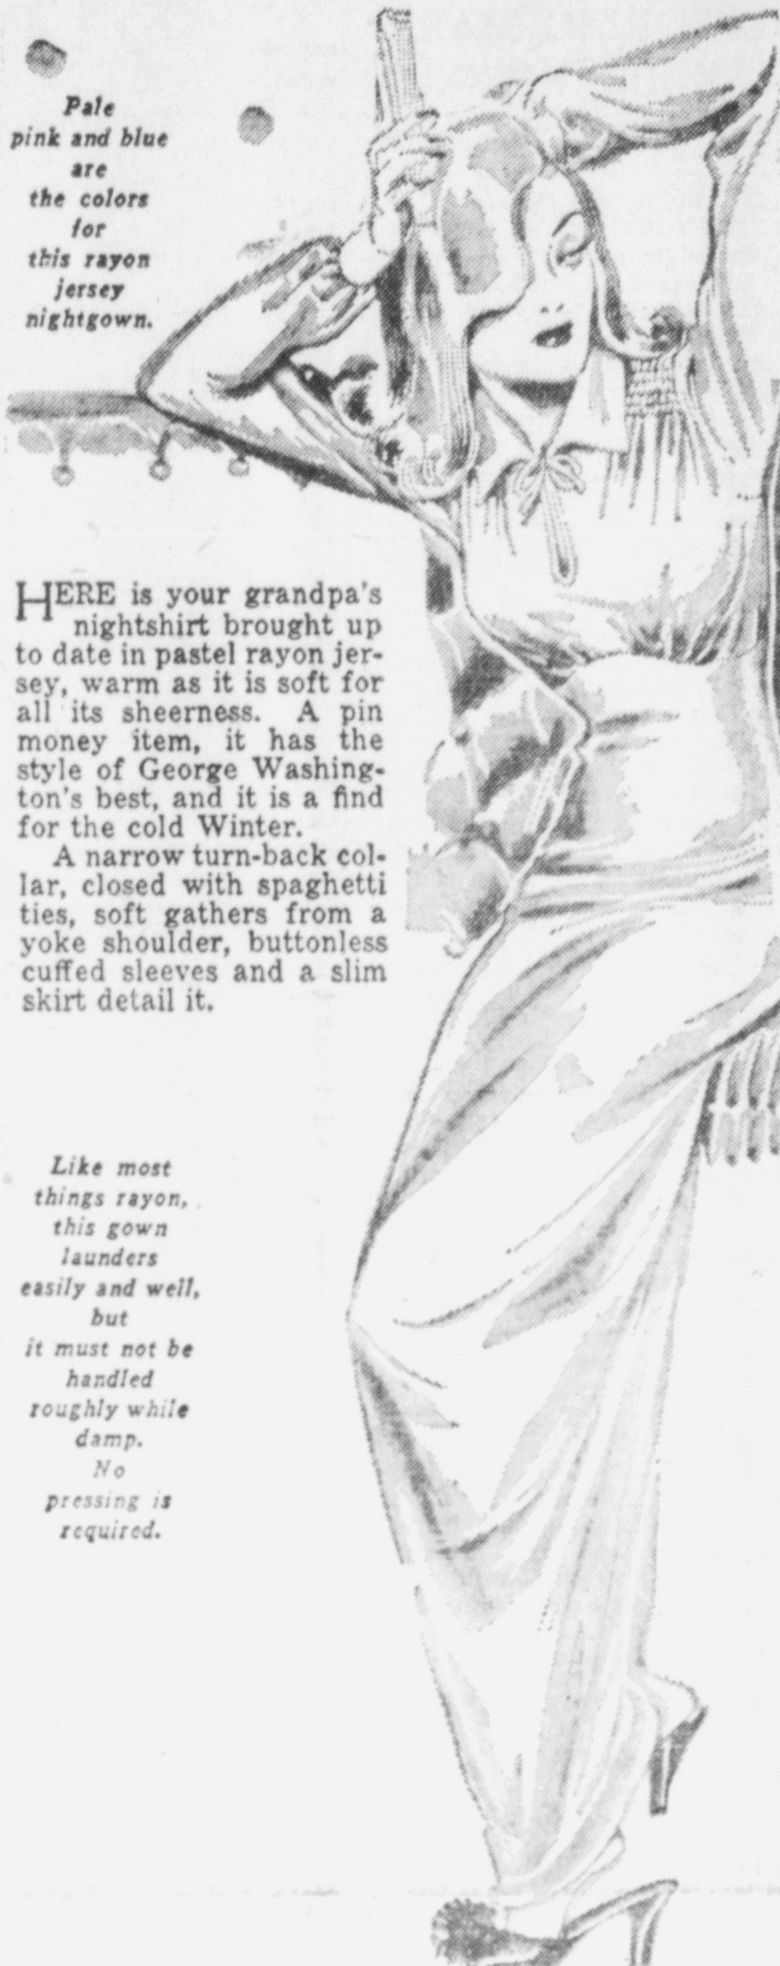 Pale
pink and blue
are
the colors
for
this rayon
jersey
nightgown.
HERE is your grandpa's
nightshirt brought up
to date in pastel rayon jer-
sey, warm as it is soft for
all its sheerness. A pin
money item, it has the
style of George Washing-
ton's best, and it is a find
for the cold Winter.
A narrow turn-back col-
lar, closed with spaghetti
ties, soft gathers from a
yoke shoulder, buttonless
cuffed sleeves and a slim
skirt detail it.
Like most
things rayon,
this gown
launders
easily and well,
but
it must not be
handled
roughly while
damp.
No
pressing is
required.